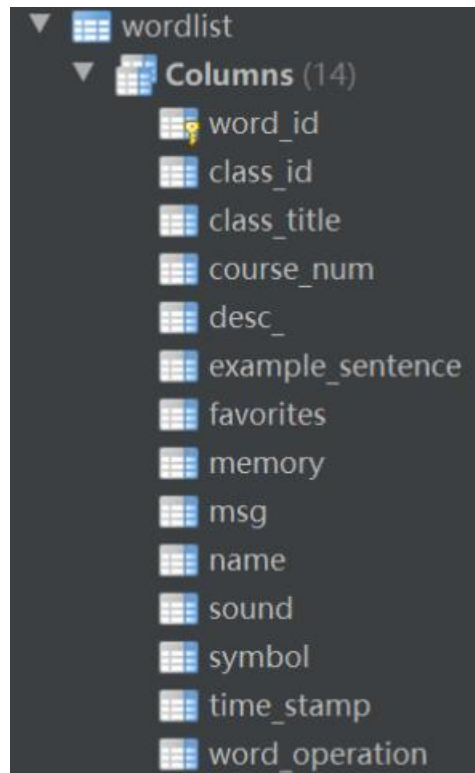 wordlist
Columns (14)
word_id
class_id
class_title
course_num
desc_
example_sentence
favorites
memory
msg
name
sound
symbol
time_stamp
word_operation